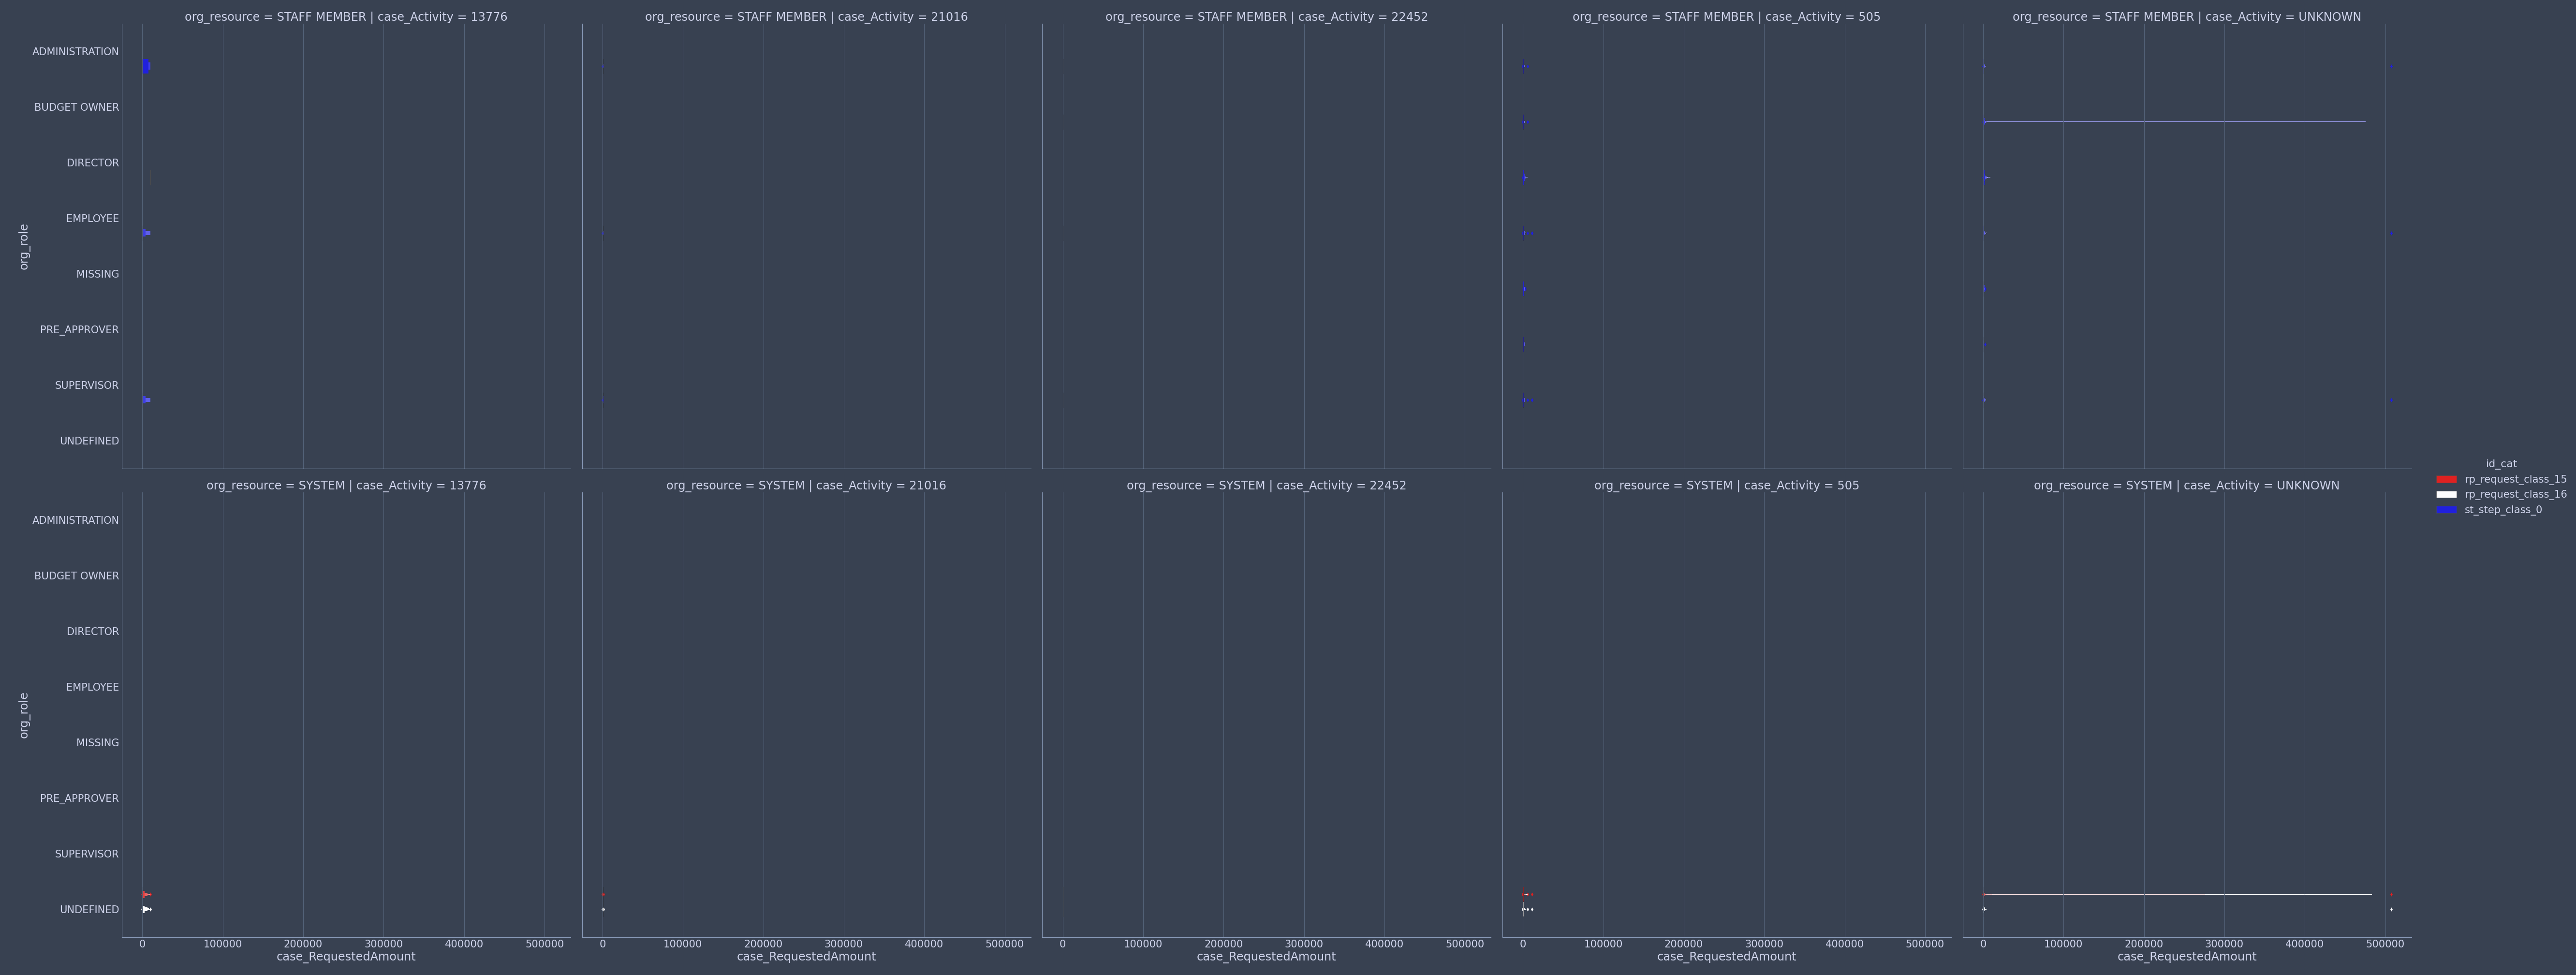 org_resource = STAFF MEMBER | case_Activity = 13776
org_resource = STAFF MEMBER | case_Activity = 21016
org_resource = STAFF MEMBER | case_Activity = 22452
org_resource = STAFF MEMBER | case_Activity = 505
org_resource = STAFF MEMBER | case_Activity = UNKNOWN
org_role
ADMINISTRATION
BUDGET OWNER
DIRECTOR
EMPLOYEE
MISSING
PRE_APPROVER
SUPERVISOR
UNDEFINED
id_cat
rp_request_class_15
rp_request_class_16
st_step_class_0
org_resource = SYSTEM | case_Activity = 13776
org_resource = SYSTEM | case_Activity = 21016
org_resource = SYSTEM | case_Activity = 22452
org_resource = SYSTEM | case_Activity = 505
org_resource = SYSTEM | case_Activity = UNKNOWN
org_role
ADMINISTRATION
BUDGET OWNER
DIRECTOR
EMPLOYEE
MISSING
PRE_APPROVER
SUPERVISOR
UNDEFINED
0 100000 200000 300000 400000 500000
case_RequestedAmount
0 100000 200000 300000 400000 500000
case_RequestedAmount
0 100000 200000 300000 400000 500000
case_RequestedAmount
0 100000 200000 300000 400000 500000
case_RequestedAmount
0 100000 200000 300000 400000 500000
case_RequestedAmount